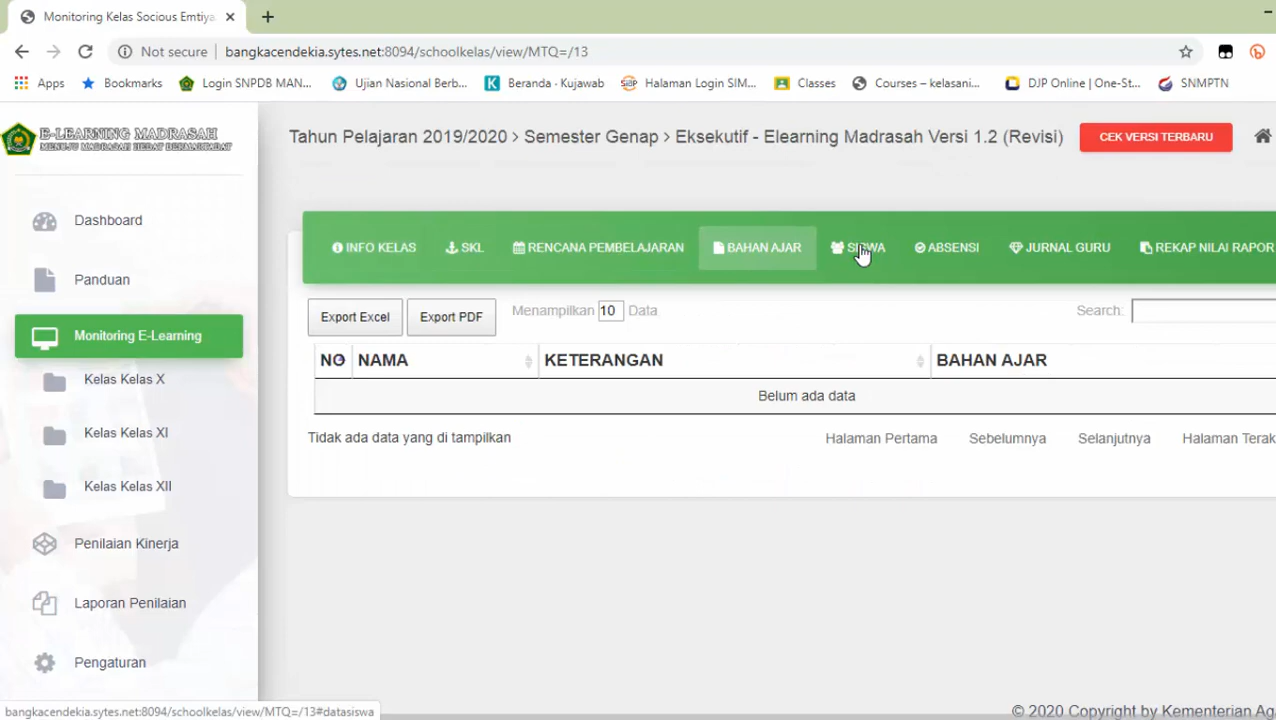 Monitoring Kelas Socious Emtiya
Not secure bangkacendekia.sytes.net:8094/schoolkelas/view/MTQ=/13
Apps Bookmarks Login SNPDB MAN... Ujian Nasional Berb... Beranda - Kujawab Halaman Login SIM... Classes Courses – kelasani... DJP Online | One-St... SNMPTN
E-LEARNING MADRASAH
MENUJU MADRASAH HEBAT BERMARTABAT
Tahun Pelajaran 2019/2020 > Semester Genap > Eksekutif - Elearning Madrasah Versi 1.2 (Revisi) CEK VERSI TERBARU
Dashboard
Panduan
Monitoring E-Learning
Kelas Kelas X
Kelas Kelas XI
Kelas Kelas XII
Penilaian Kinerja
Laporan Penilaian
Pengaturan
INFO KELAS SKL RENCANA PEMBELAJARAN BAHAN AJAR SISWA ABSENSI JURNAL GURU REKAP NILAI RAPOR
Export Excel Export PDF Menampilkan 10 Data Search:
NO NAMA KETERANGAN BAHAN AJAR
Belum ada data
Tidak ada data yang di tampilkan Halaman Pertama Sebelumnya Selanjutnya Halaman Terak
bangkacendekia.sytes.net:8094/schoolkelas/view/MTQ=/13#datasiswa
© 2020 Copyright by Kementerian Ag